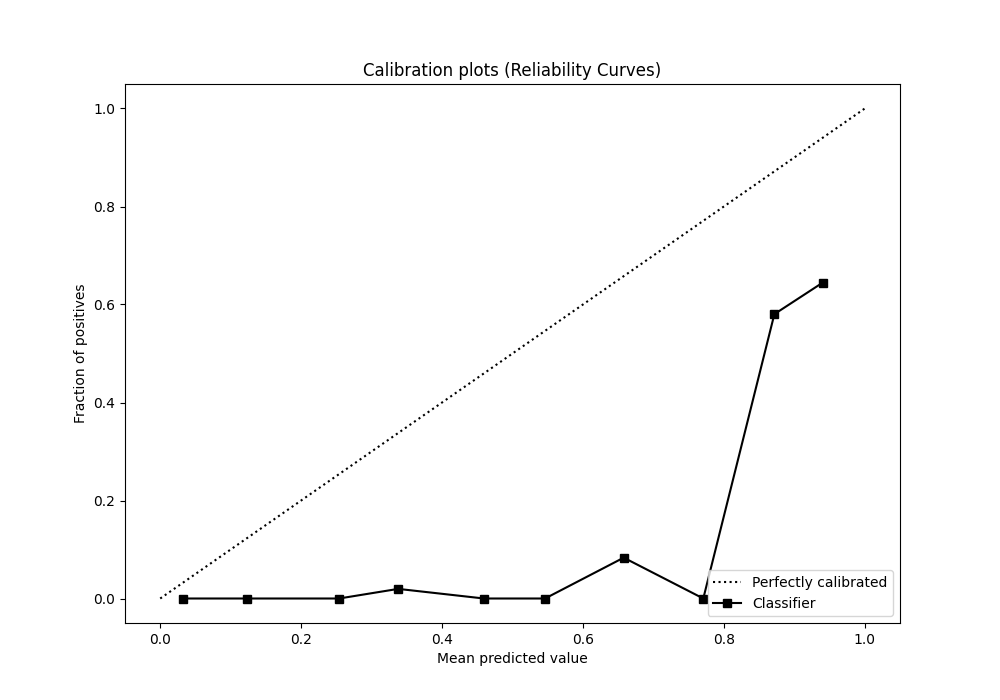 Calibration plots (Reliability Curves)
1.0
0.8
0.6
0.4
0.2
0.0
Fraction of positives
Perfectly calibrated
Classifier
0.0 0.2 0.4 0.6 0.8 1.0
Mean predicted value